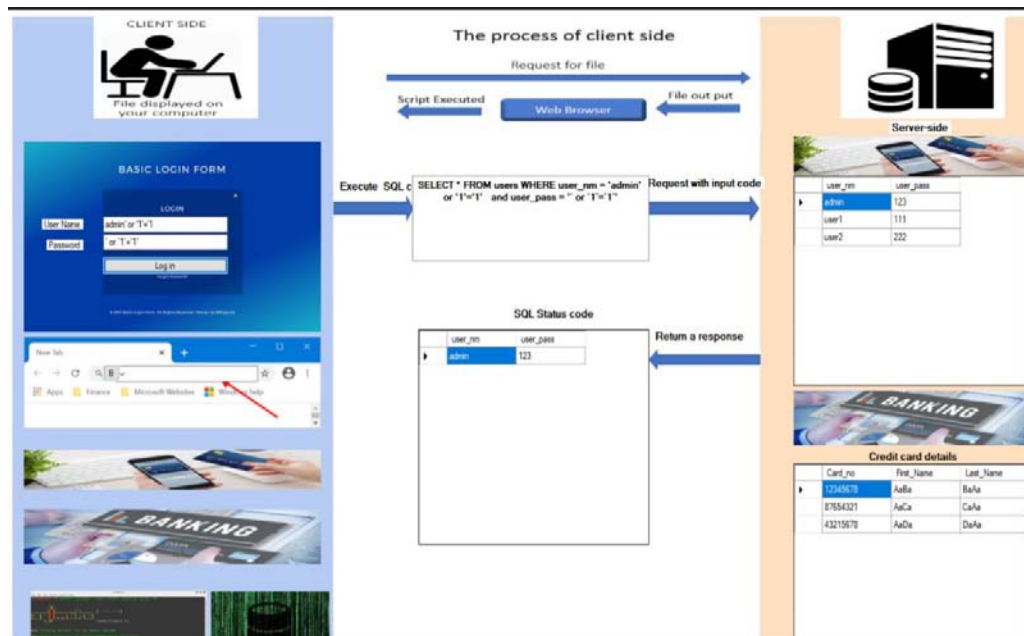 CLIENT SIDE
File displayed on
your computer
The process of client side
Request for file
Script Executed
Web Browser
File out put
Server-side
BASIC LOGIN FORM
LOGIN
User Name
admin' or '1'='1
Password
' or '1'='1'
Log in
Execute SQL c
SELECT * FROM users WHERE user_nm = 'admin'
or '1'='1' and user_pass = '' or '1'='1''
Request with input code
user_nm user_pass
admin 123
user1 111
user2 222
SQL Status code
user_nm user_pass
admin 123
Return a response
New Tab
B
Apps Finance Microsoft Websites Windows help
BANKING
Credit card details
Card_no First_Name Last_Name
12345678 AaBa BaAa
87654321 AaCa CaAa
43215678 AaDa DaAa
BANKING